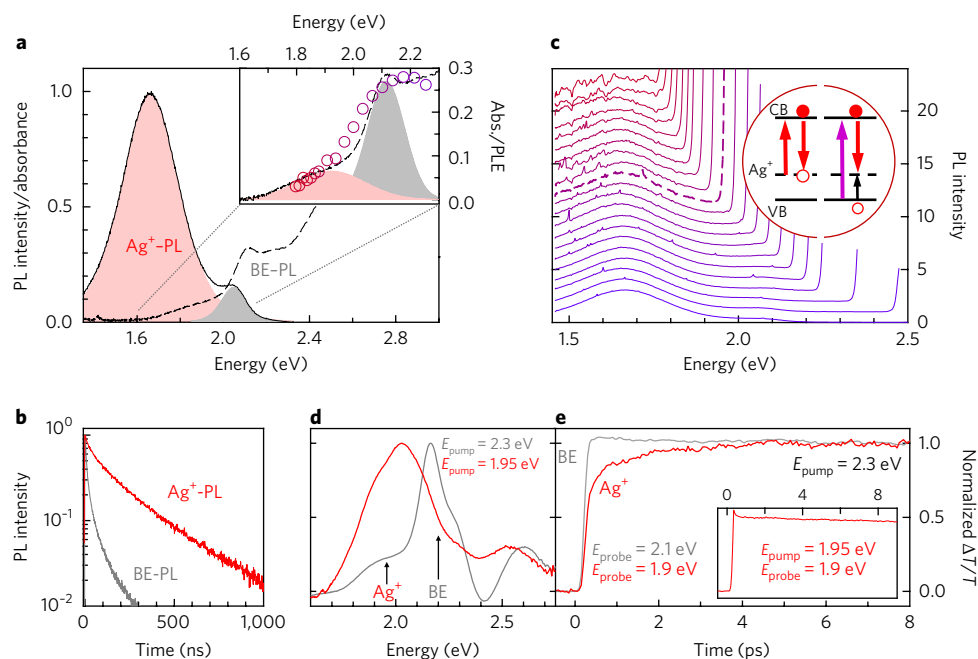 a
Energy (eV)
1.6 1.8 2.0 2.2
0.3
0.2
0.1
0.0
Abs./PLE
1.0
0.5
0.0
PL intensity/absorbance
Ag⁺–PL
BE–PL
1.6 2.0 2.4 2.8
Energy (eV)
c
20
15
10
5
0
PL intensity
CB
Ag⁺
VB
1.5 2.0 2.5
Energy (eV)
b
10⁰
10⁻¹
10⁻²
PL intensity
Ag⁺-PL
BE-PL
0 500 1,000
Time (ns)
d
E_pump = 2.3 eV
E_pump = 1.95 eV
Ag⁺
BE
2.0 2.5
Energy (eV)
e
BE
Ag⁺
E_pump = 2.3 eV
E_probe = 2.1 eV
E_probe = 1.9 eV
0 4 8
E_pump = 1.95 eV
E_probe = 1.9 eV
1.0
0.5
0.0
Normalized ΔT/T
0 2 4 6 8
Time (ps)